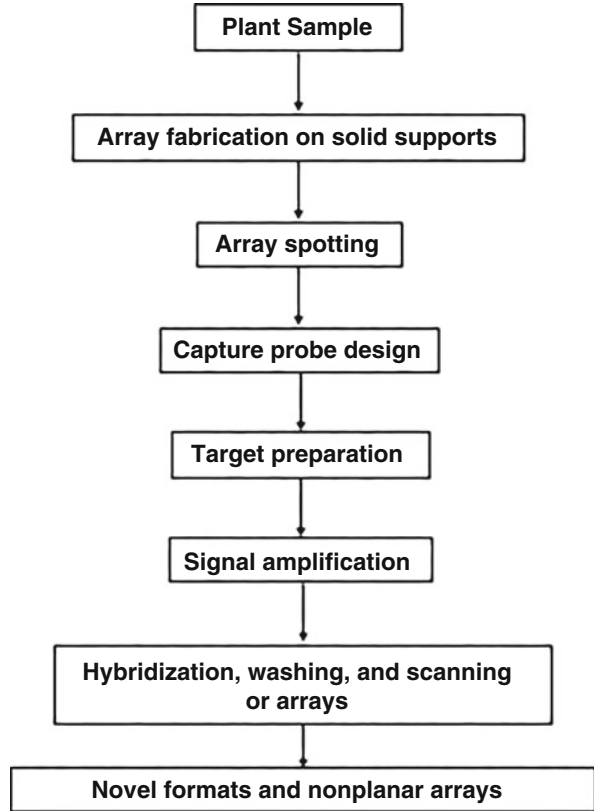 Plant Sample
Array fabrication on solid supports
Array spotting
Capture probe design
Target preparation
Signal amplification
Hybridization, washing, and scanning
or arrays
Novel formats and nonplanar arrays